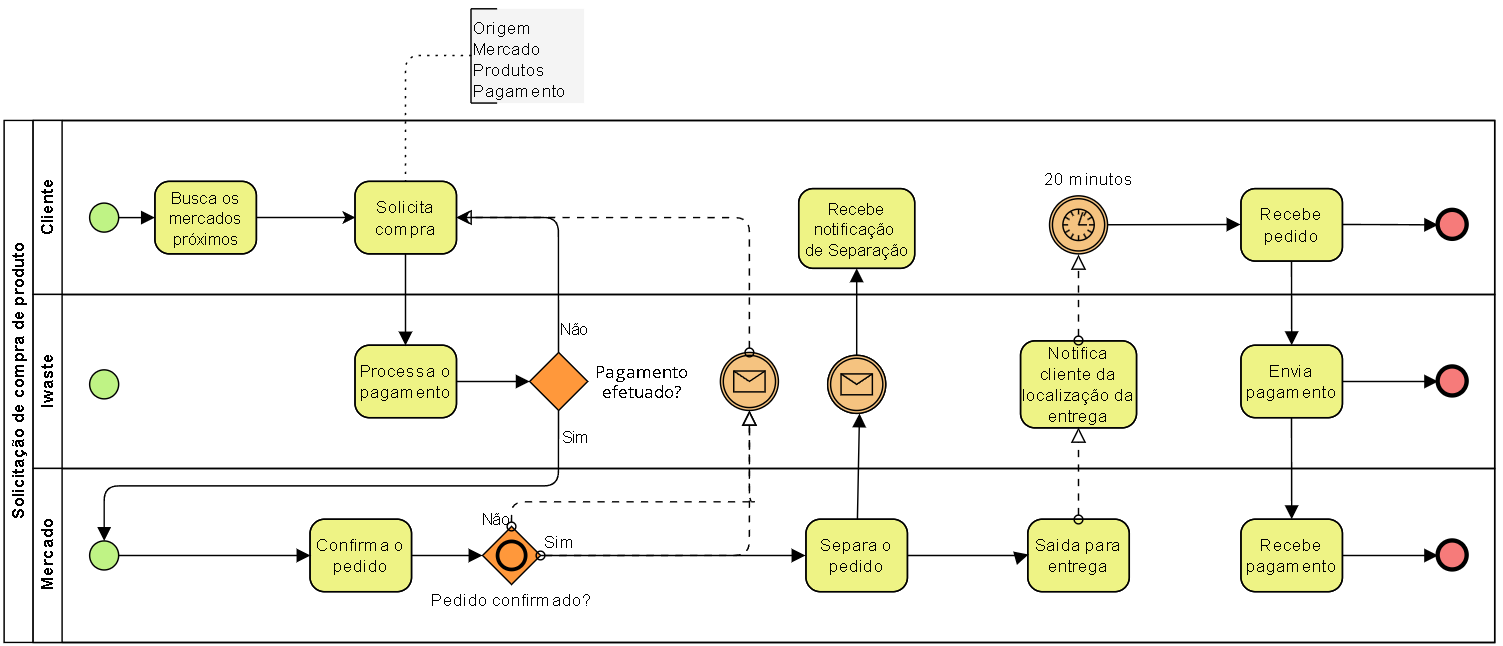 Origem
Mercado
Produtos
Pagamento
Solicitação de compra de produto
Cliente
Busca os
mercados
próximos
Solicita
compra
Recebe
notificação
de Separação
20 minutos
Recebe
pedido
Iwaste
Processa o
pagamento
Não
Pagamento
efetuado?
Sim
Notifica
cliente da
localização da
entrega
Envia
pagamento
Mercado
Confirma o
pedido
Não
Sim
Pedido confirmado?
Separa o
pedido
Saida para
entrega
Recebe
pagamento